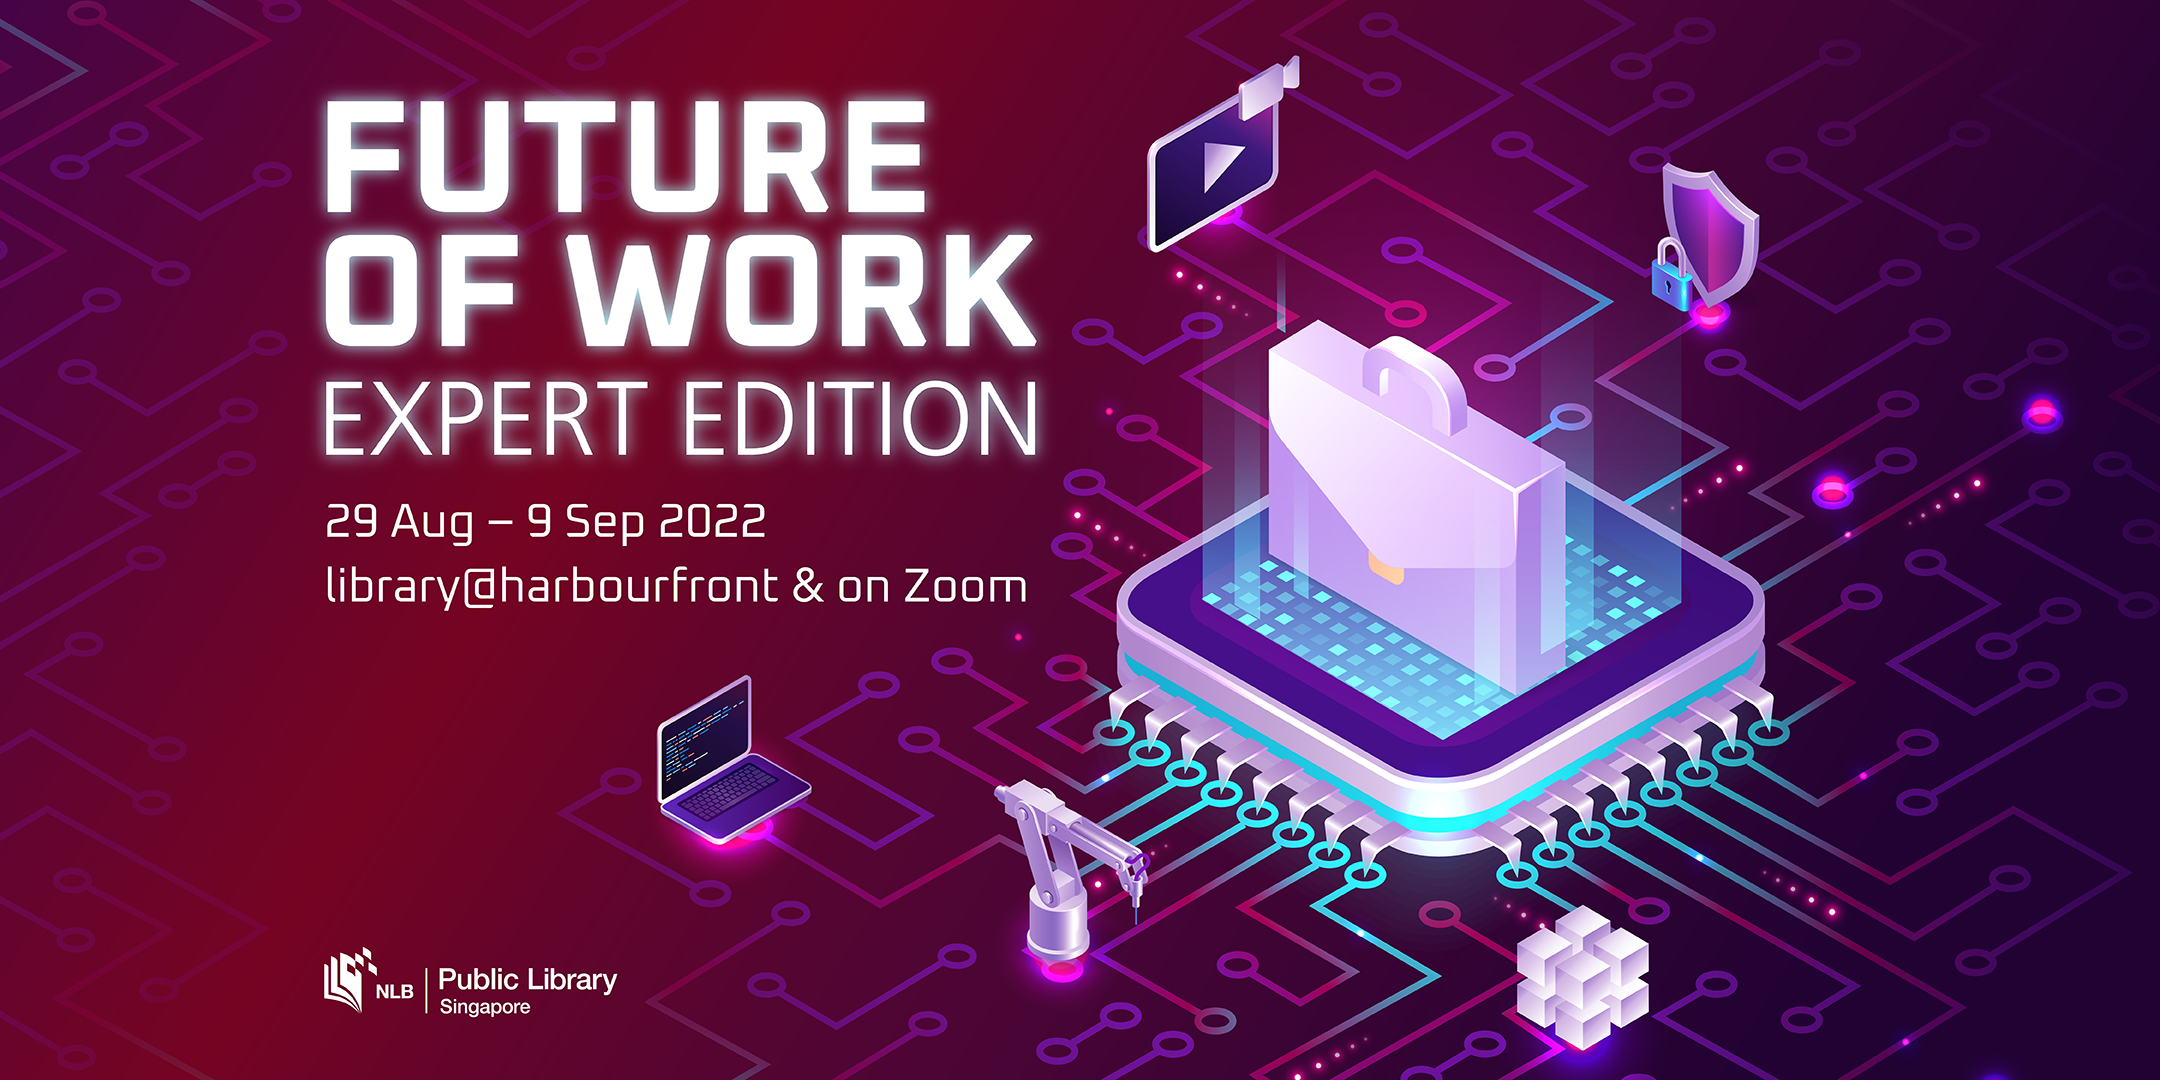 FUTURE
OF WORK
EXPERT EDITION
29 Aug – 9 Sep 2022
library@harbourfront & on Zoom
NLB
Public Library
Singapore